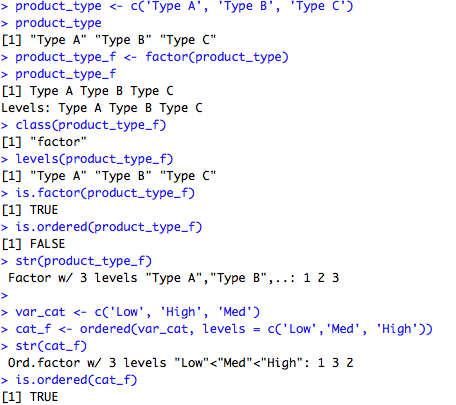 > product_type <- c('Type A', 'Type B', 'Type C')
> product_type
[1] "Type A" "Type B" "Type C"
> product_type_f <- factor(product_type)
> product_type_f
[1] Type A Type B Type C
Levels: Type A Type B Type C
> class(product_type_f)
[1] "factor"
> levels(product_type_f)
[1] "Type A" "Type B" "Type C"
> is.factor(product_type_f)
[1] TRUE
> is.ordered(product_type_f)
[1] FALSE
> str(product_type_f)
 Factor w/ 3 levels "Type A","Type B",..: 1 2 3
>
> var_cat <- c('Low', 'High', 'Med')
> cat_f <- ordered(var_cat, levels = c('Low','Med', 'High'))
> str(cat_f)
 Ord.factor w/ 3 levels "Low"<"Med"<"High": 1 3 2
> is.ordered(cat_f)
[1] TRUE